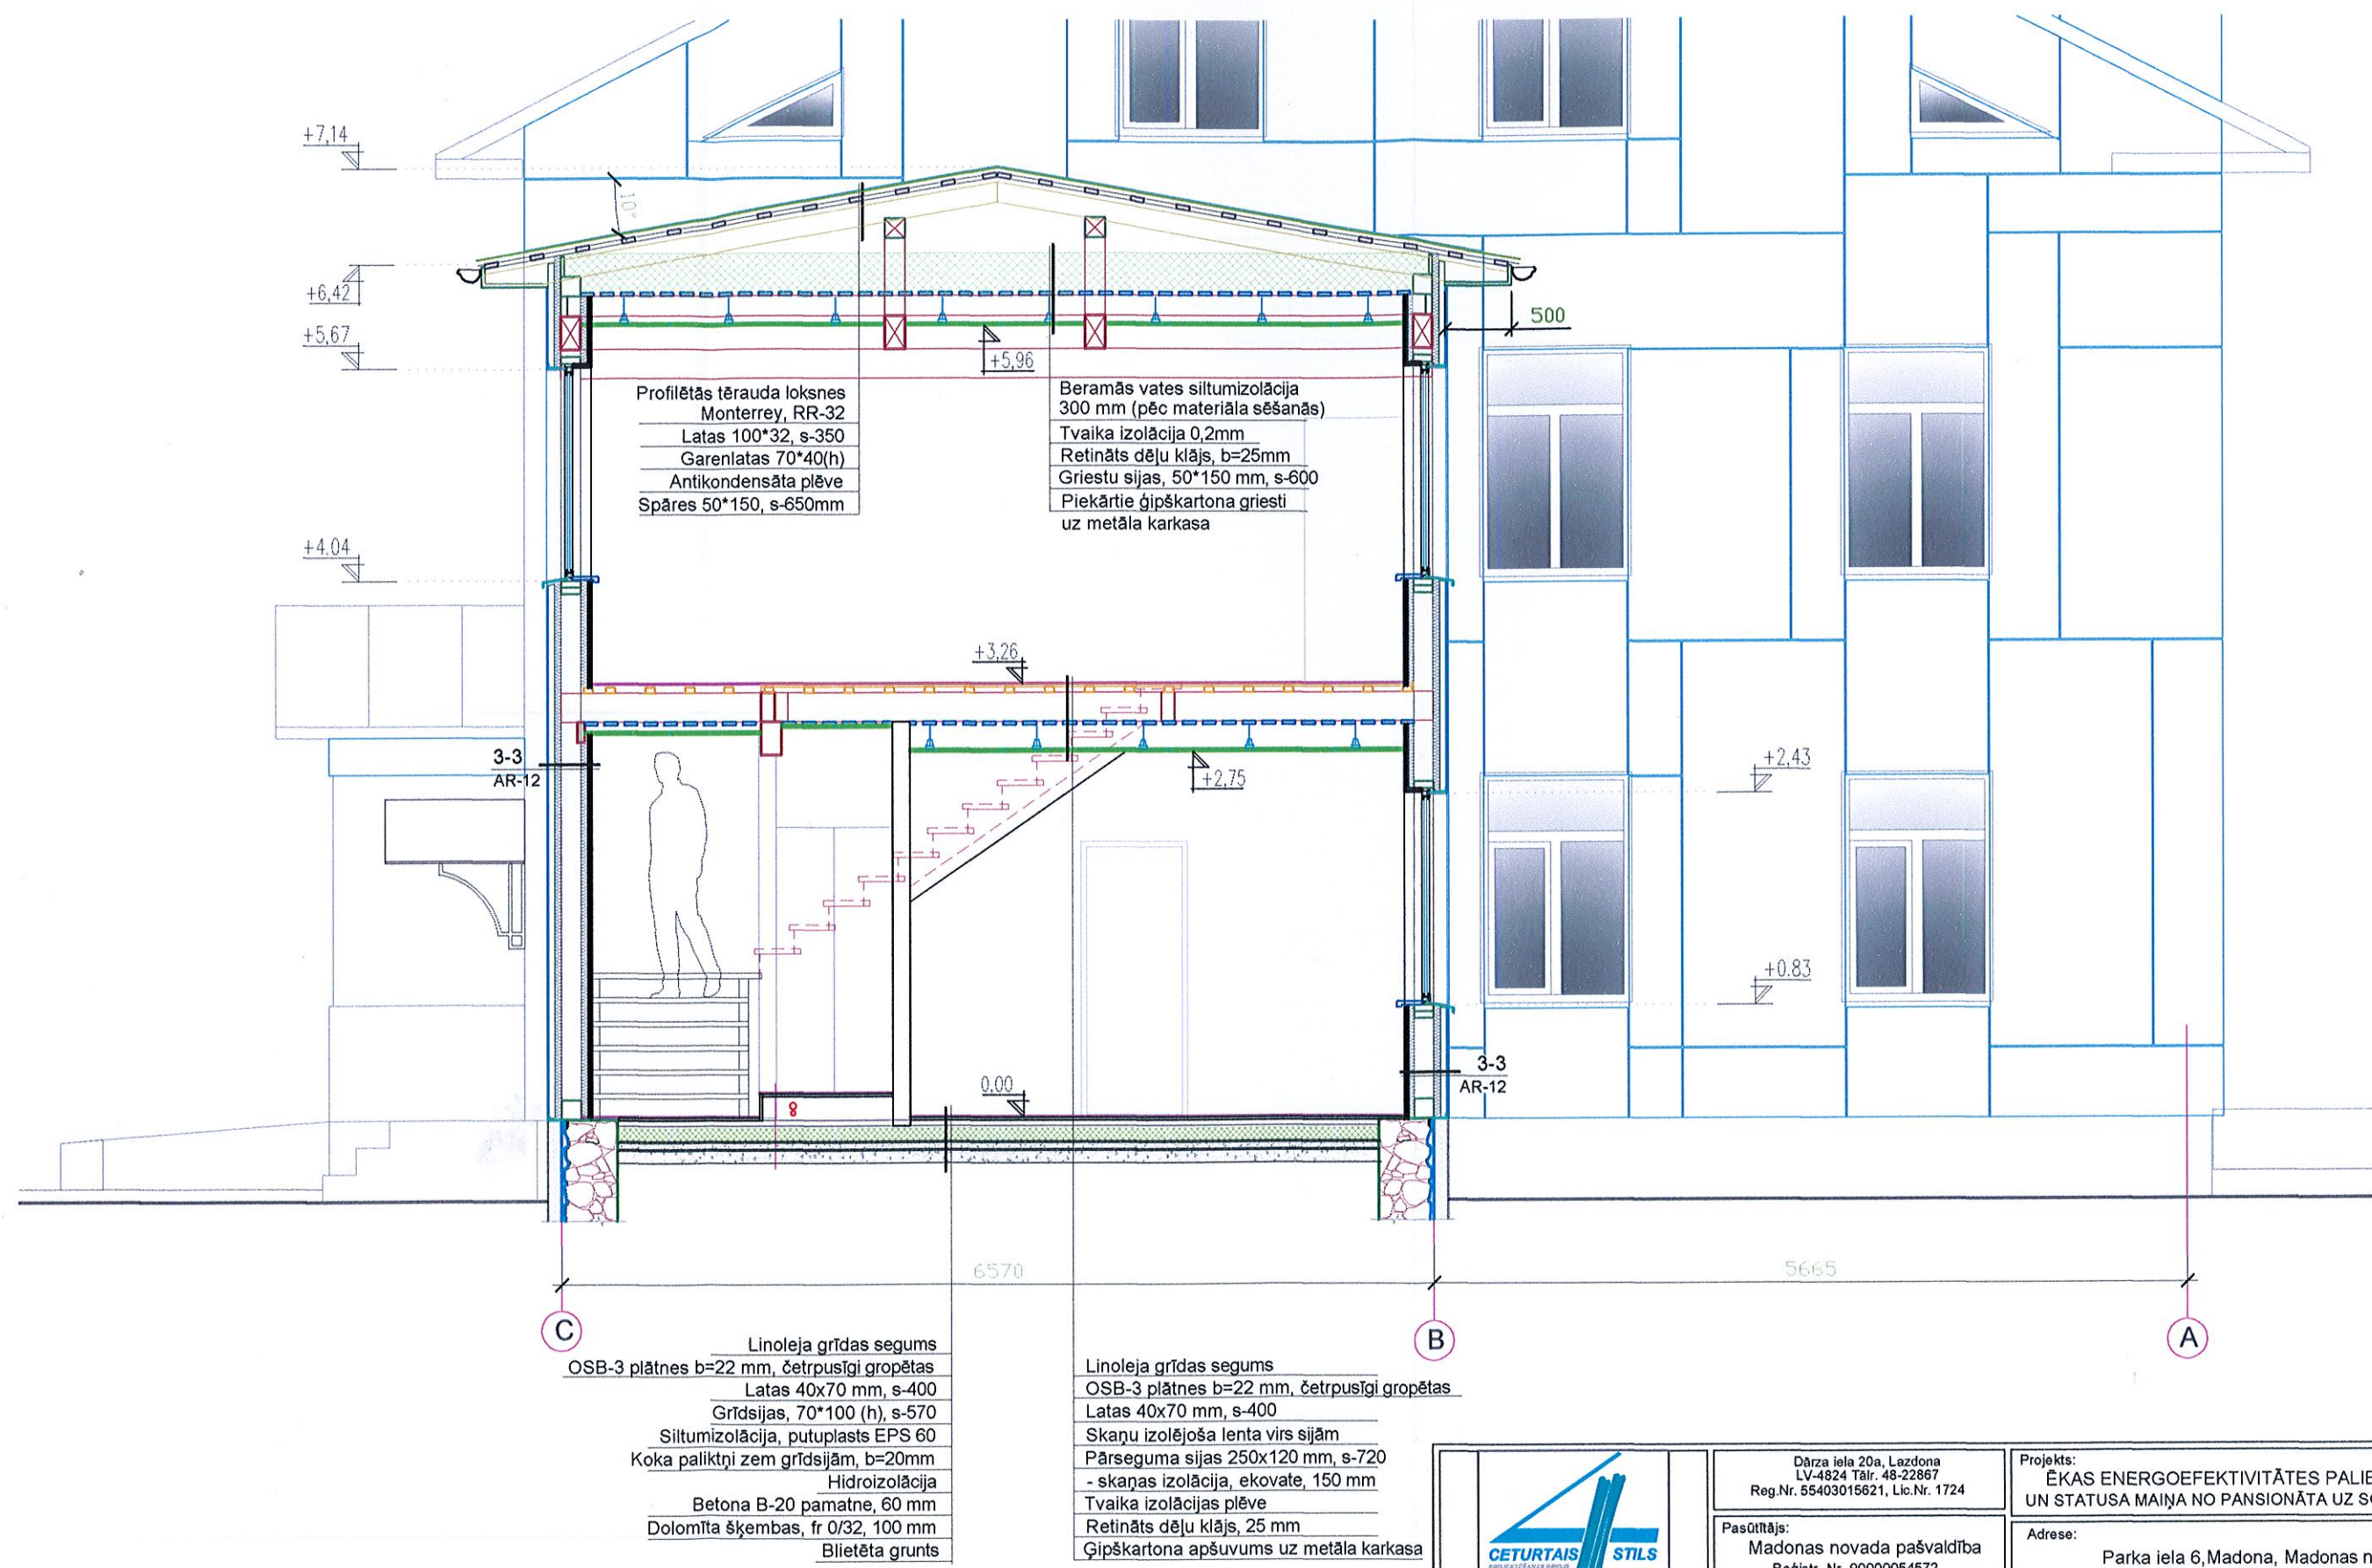 +7,14
10°
+6,42
+5,67
500
+5,96
Profilētās tērauda loksnes
Monterrey, RR-32
Latas 100*32, s-350
Garenlatas 70*40(h)
Antikondensāta plēve
Spāres 50*150, s-650mm
Beramās vates siltumizolācija
300 mm (pēc materiāla sēšanās)
Tvaika izolācija 0,2mm
Retināts dēļu klājs, b=25mm
Griestu sijas, 50*150 mm, s-600
Piekārtie ģipškartona griesti
uz metāla karkasa
+4.04
+3,26
3-3
AR-12
+2,75
+2,43
+0.83
0,00
3-3
AR-12
6570
5665
C
B
A
Linoleja grīdas segums
OSB-3 plātnes b=22 mm, četrpusīgi gropētas
Latas 40x70 mm, s-400
Grīdsijas, 70*100 (h), s-570
Siltumizolācija, putuplasts EPS 60
Koka paliktņi zem grīdsijām, b=20mm
Hidroizolācija
Betona B-20 pamatne, 60 mm
Dolomīta šķembas, fr 0/32, 100 mm
Blietēta grunts
Linoleja grīdas segums
OSB-3 plātnes b=22 mm, četrpusīgi gropētas
Latas 40x70 mm, s-400
Skaņu izolējoša lenta virs sijām
Pārseguma sijas 250x120 mm, s-720
- skaņas izolācija, ekovate, 150 mm
Tvaika izolācijas plēve
Retināts dēļu klājs, 25 mm
Ģipškartona apšuvums uz metāla karkasa
CETURTAIS STILS
Dārza iela 20a, Lazdona
LV-4824 Tālr. 48-22867
Reg.Nr. 55403015621, Lic.Nr. 1724
Pasūtītājs:
Madonas novada pašvaldība
Projekts:
ĒKAS ENERGOEFEKTIVITĀTES
UN STATUSA MAIŅA NO PANSIONĀTA UZ
Adrese:
Parka iela 6,Madona, Madonas